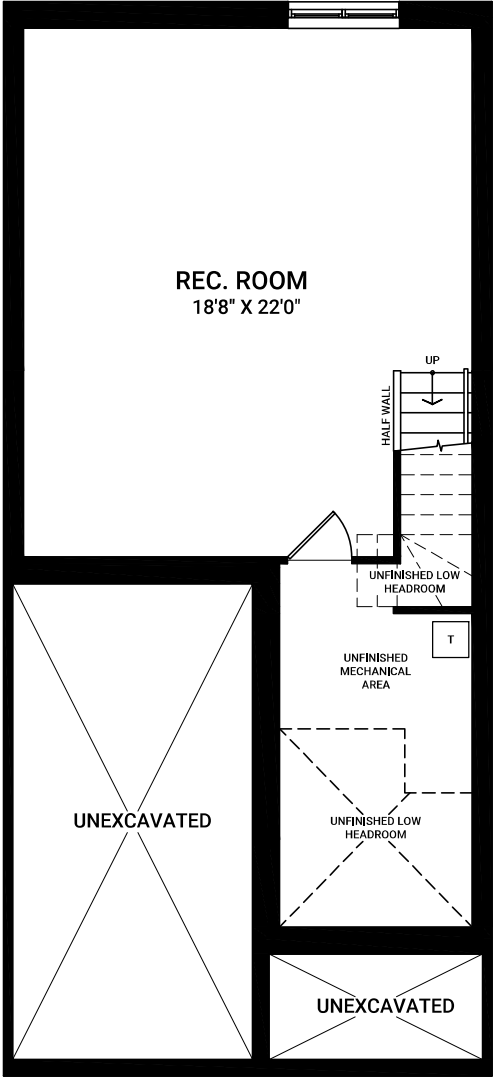 REC. ROOM
18'8" X 22'0"
UP
HALF WALL
UNFINISHED LOW
HEADROOM
T
UNFINISHED
MECHANICAL
AREA
UNEXCAVATED
UNFINISHED LOW
HEADROOM
UNEXCAVATED